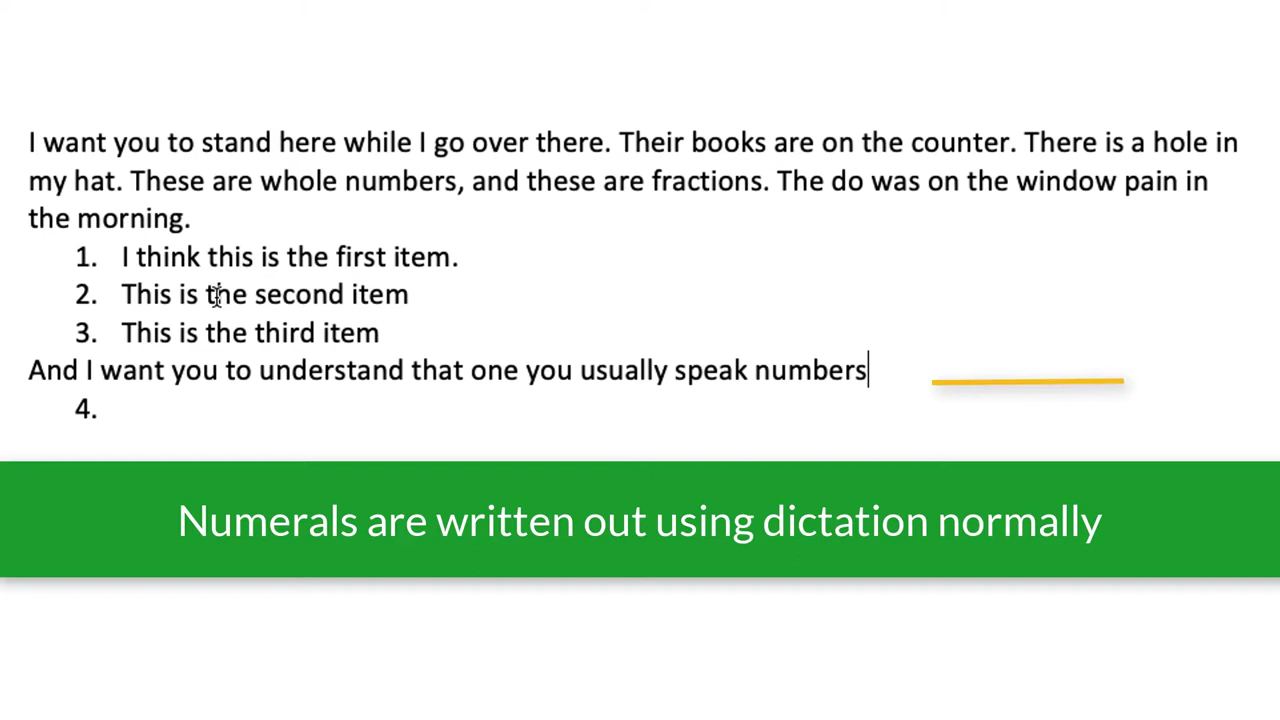 I want you to stand here while I go over there. Their books are on the counter. There is a hole in
my hat. These are whole numbers, and these are fractions. The do was on the window pain in
the morning.
1. I think this is the first item.
2. This is the second item
3. This is the third item
And I want you to understand that one you usually speak numbers
4.
Numerals are written out using dictation normally